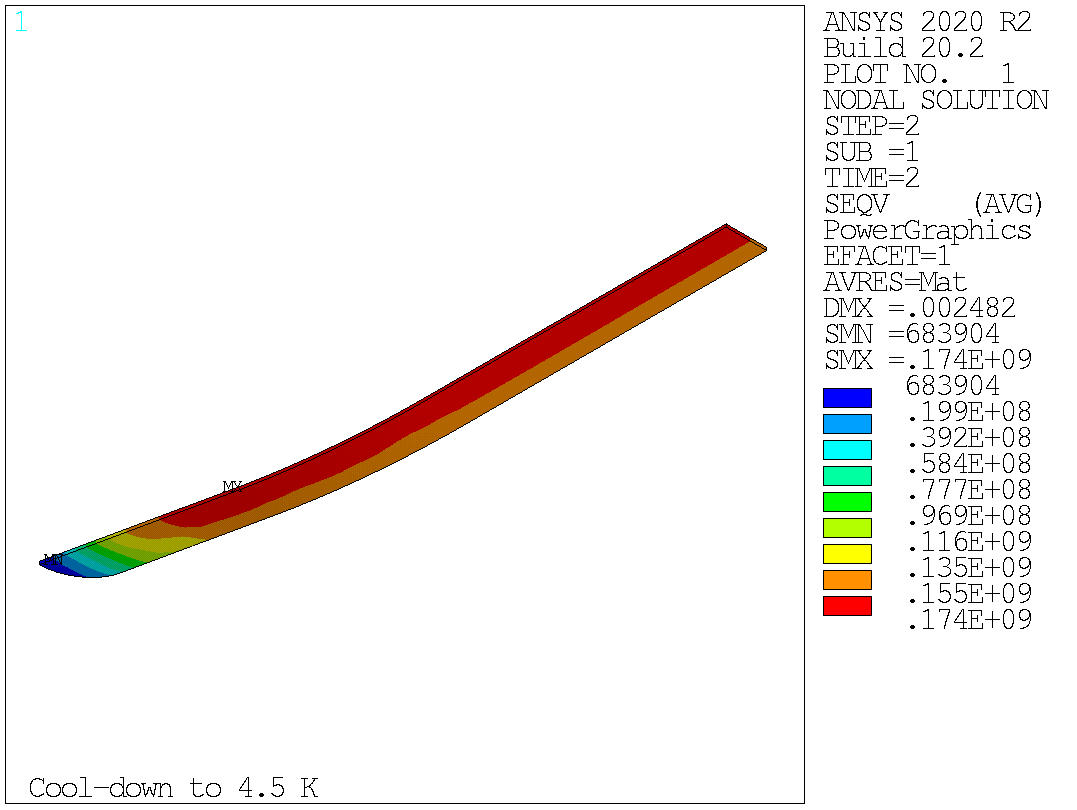 1
ANSYS 2020 R2
Build 20.2
PLOT NO. 1
NODAL SOLUTION
STEP=2
SUB =1
TIME=2
SEQV (AVG)
PowerGraphics
EFACET=1
AVRES=Mat
DMX =.002482
SMN =683904
SMX =.174E+09
683904
.199E+08
.392E+08
.584E+08
.777E+08
.969E+08
.116E+09
.135E+09
.155E+09
.174E+09
MX
MN
Cool-down to 4.5 K